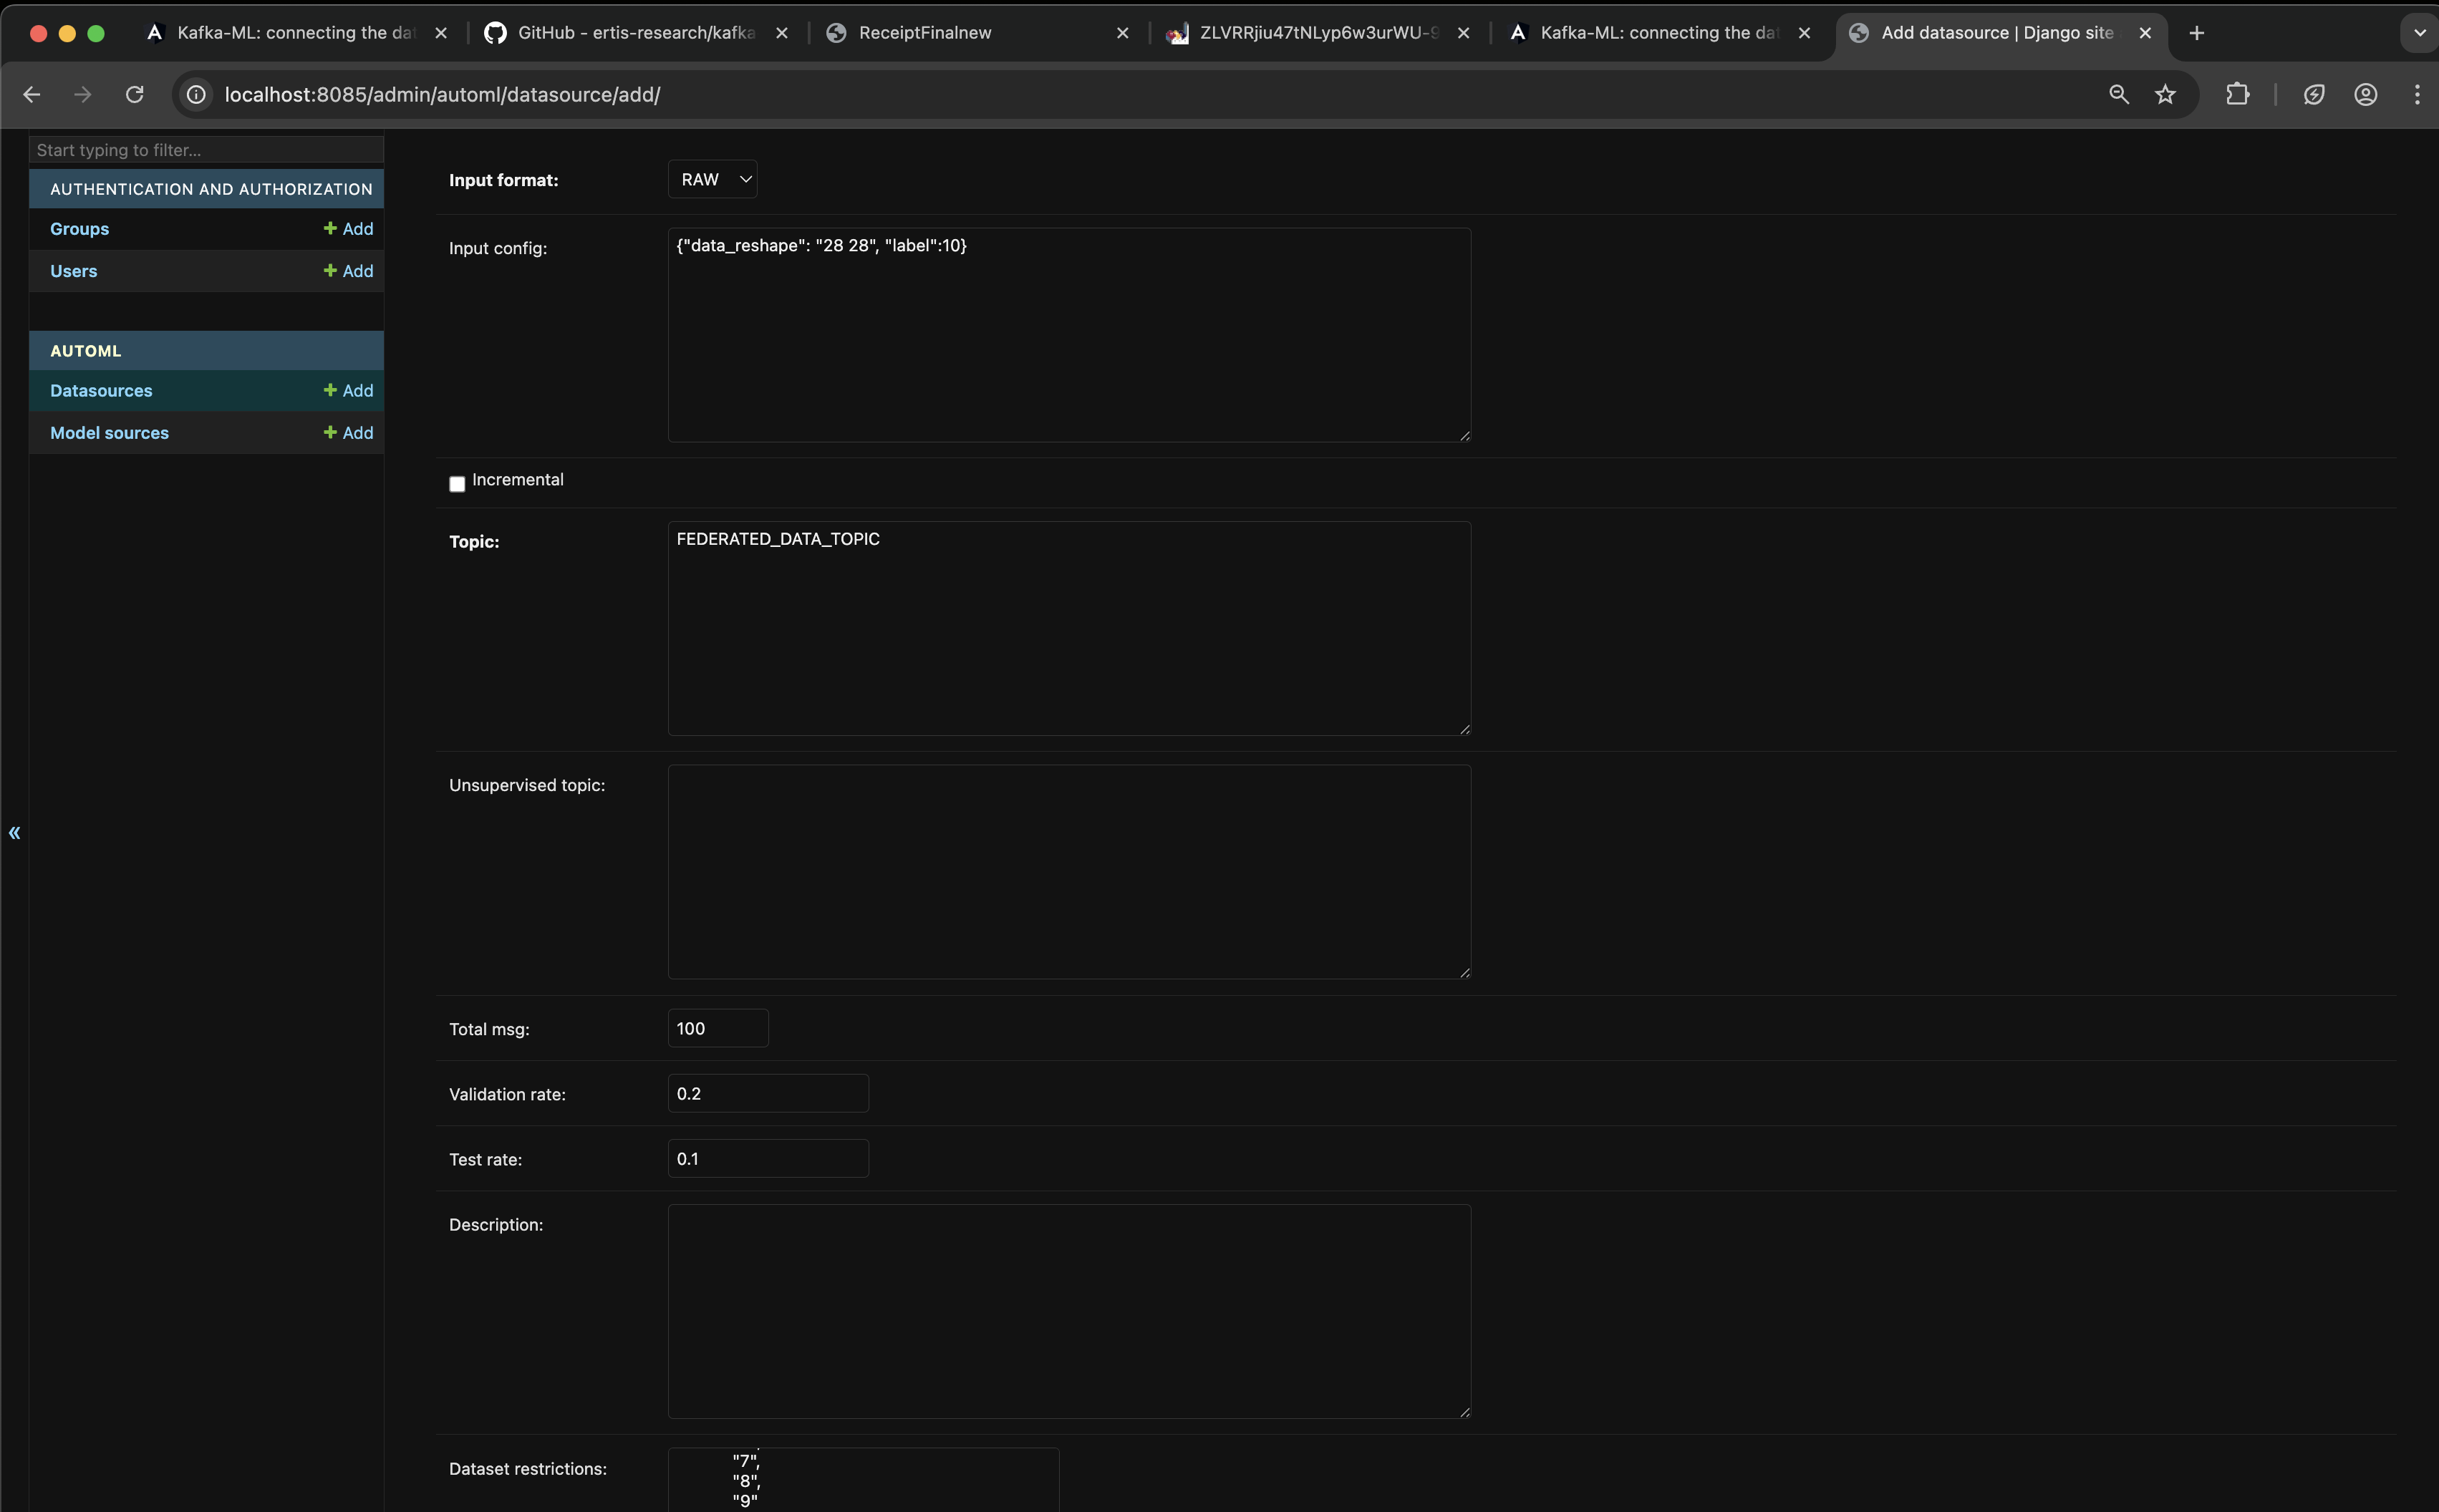 Kafka-ML: connecting the dat
GitHub - ertis-research/kafka
ReceiptFinalnew
ZLVRRjiu47tNLyp6w3urWU-9
Kafka-ML: connecting the dat
Add datasource | Django site
localhost:8085/admin/automl/datasource/add/
Start typing to filter...
AUTHENTICATION AND AUTHORIZATION
Groups
+ Add
Users
+ Add
AUTOML
Datasources
+ Add
Model sources
+ Add
«
Input format:
RAW
Input config:
{"data_reshape": "28 28", "label":10}
Incremental
Topic:
FEDERATED_DATA_TOPIC
Unsupervised topic:
Total msg:
100
Validation rate:
0.2
Test rate:
0.1
Description:
Dataset restrictions:
"7",
"8",
"9"